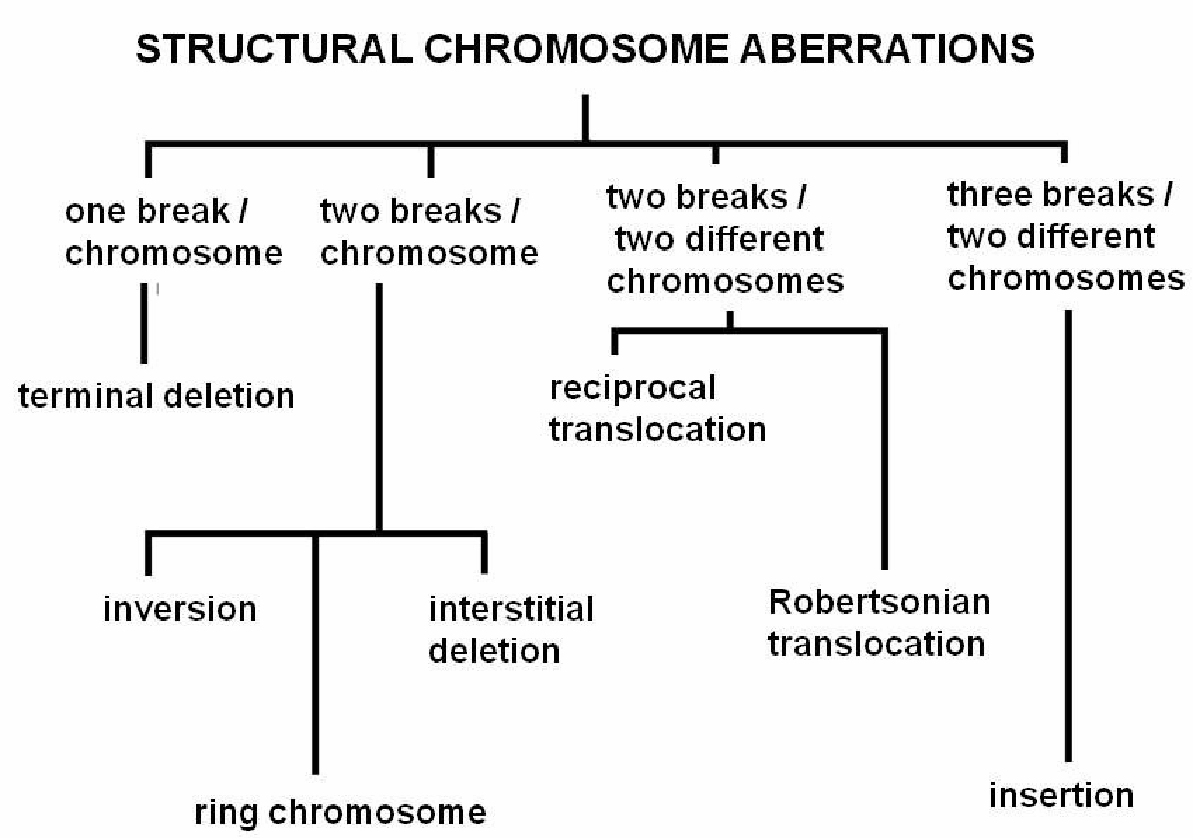 STRUCTURAL CHROMOSOME ABERRATIONS
one break /
chromosome
two breaks /
chromosome
two breaks /
two different
chromosomes
three breaks /
two different
chromosomes
terminal deletion
reciprocal
translocation
inversion
interstitial
deletion
Robertsonian
translocation
ring chromosome
insertion